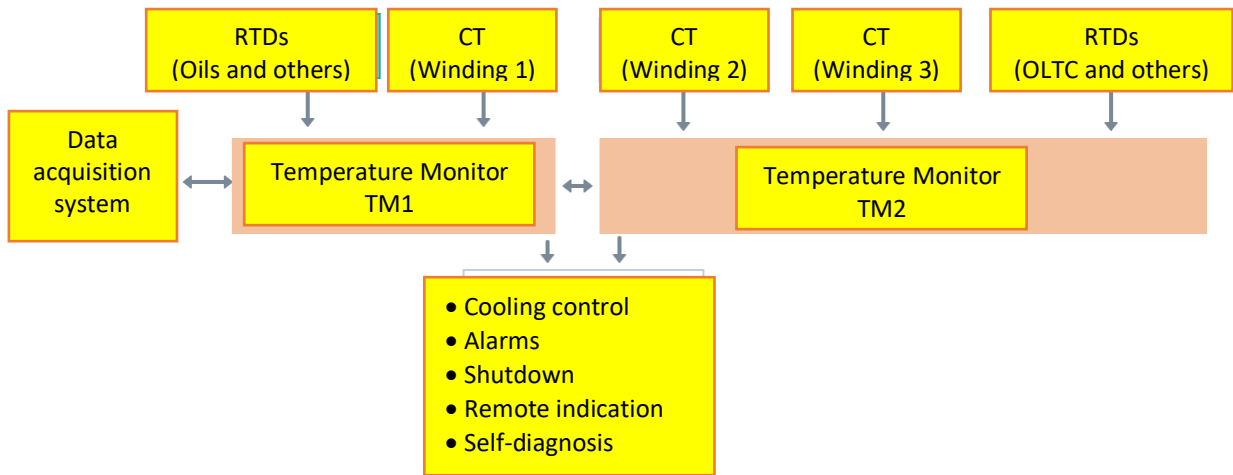 RTDs
(Oils and others)
CT
(Winding 1)
CT
(Winding 2)
CT
(Winding 3)
RTDs
(OLTC and others)
Data
acquisition
system
Temperature Monitor
TM1
Temperature Monitor
TM2
• Cooling control
• Alarms
• Shutdown
• Remote indication
• Self-diagnosis